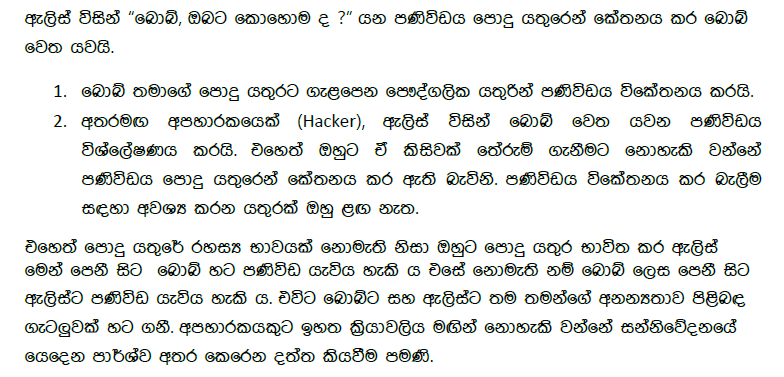 ඇලිස් විසින් "බොබ්, ඔබට කොහොම ද ?" යන පණිවිඩය පොදු යතුරෙන් කේතනය කර බොබ්
වෙත යවයි.
1. බොබ් තමාගේ පොදු යතුරට ගැළපෙන පෞද්ගලික යතුරින් පණිවිඩය විකේතනය කරයි.
2. අතරමඟ අපහාරකයෙක් (Hacker), ඇලිස් විසින් බොබ් වෙත යවන පණිවිඩය
විශ්ලේෂණය කරයි. එහෙත් ඔහුට ඒ කිසිවක් තේරුම් ගැනීමට නොහැකි වන්නේ
පණිවිඩය පොදු යතුරෙන් කේතනය කර ඇති බැවිනි. පණිවිඩය විකේතනය කර බැලීම
සඳහා අවශ්‍ය කරන යතුරක් ඔහු ළඟ නැත.
එහෙත් පොදු යතුරේ රහස්‍ය භාවයක් නොමැති නිසා ඔහුට පොදු යතුර භාවිත කර ඇලිස්
මෙන් පෙනී සිට බොබ් හට පණිවිඩ යැවිය හැකි ය එසේ නොමැති නම් බොබ් ලෙස පෙනී සිට
ඇලිස්ට පණිවිඩ යැවිය හැකි ය. එවිට බොබ්ට සහ ඇලිස්ට තම තමන්ගේ අනන්‍යතාව පිළිබඳ
ගැටලුවක් හට ගනී. අපහාරකයකුට ඉහත ක්‍රියාවලිය මඟින් නොහැකි වන්නේ සන්නිවේදනයේ
යෙදෙන පාර්ශ්ව අතර කෙරෙන දත්ත කියවීම පමණි.